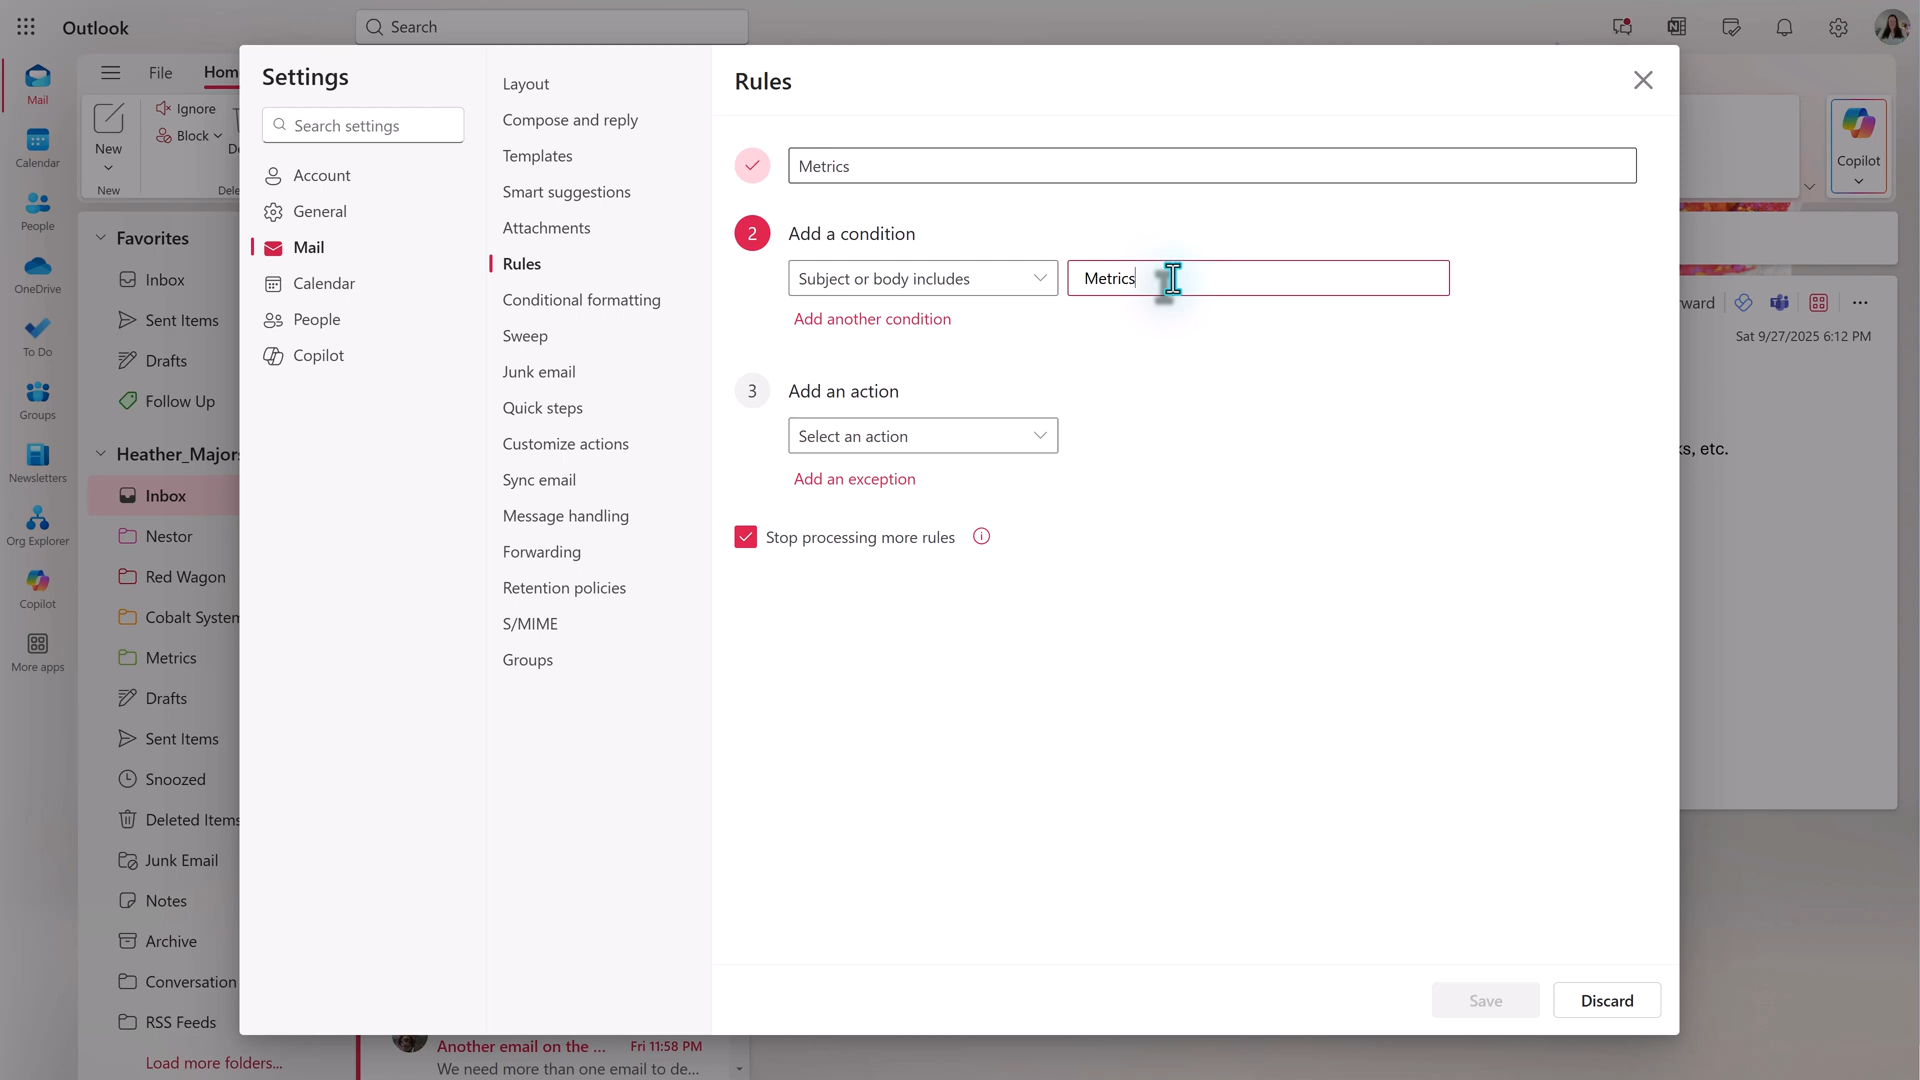 Outlook
Search
File
Hom
Mail
Calendar
People
OneDrive
To Do
Groups
Newsletters
Org Explorer
Copilot
More apps
New
New
Ignore
Block
De
Dele
Favorites
Inbox
Sent Items
Drafts
Follow Up
Heather_Majors
Inbox
Nestor
Red Wagon
Cobalt System
Metrics
Drafts
Sent Items
Snoozed
Deleted Items
Junk Email
Notes
Archive
Conversation
RSS Feeds
Load more folders...
Settings
Search settings
Account
General
Mail
Calendar
People
Copilot
Layout
Compose and reply
Templates
Smart suggestions
Attachments
Rules
Conditional formatting
Sweep
Junk email
Quick steps
Customize actions
Sync email
Message handling
Forwarding
Retention policies
S/MIME
Groups
Rules
Metrics
2 Add a condition
Subject or body includes Metrics
Add another condition
3 Add an action
Select an action
Add an exception
Stop processing more rules
Save Discard
Copilot
ward
Sat 9/27/2025 6:12 PM
ks, etc.
Another email on the ... Fri 11:58 PM
We need more than one email to de...